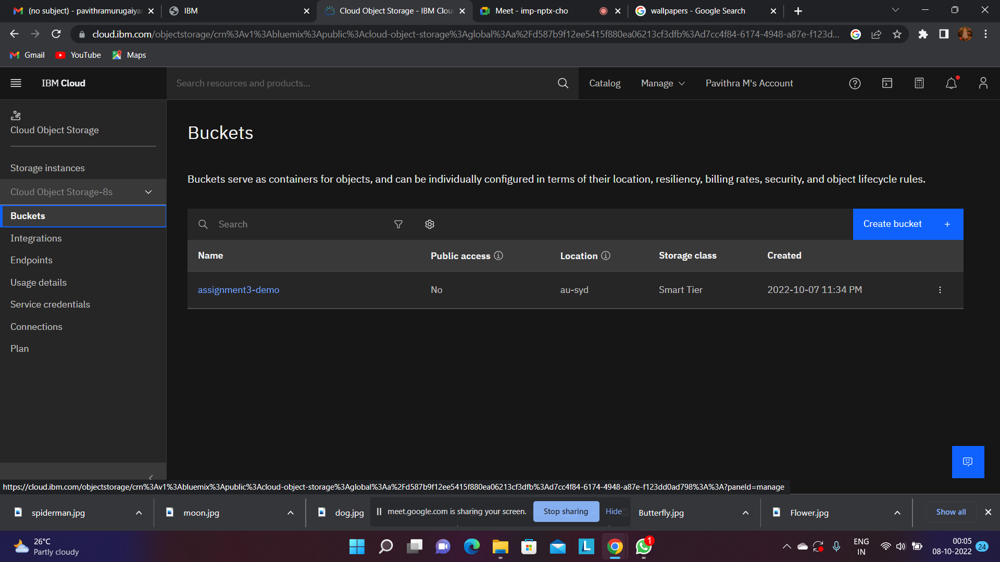 (no subject) - pavithramurugaiya
IBM
Cloud Object Storage - IBM Clou
Meet - imp-nptx-cho
wallpapers - Google Search
cloud.ibm.com/objectstorage/crn%3Av1%3Abluemix%3Apublic%3Acloud-object-storage%3Aglobal%3Aa%2Fd587b9f12ee5415f880ea06213cf3dfb%3Ad7cc4f84-6174-4948-a87e-f123d...
Gmail
YouTube
Maps
IBM Cloud
Search resources and products...
Catalog
Manage
Pavithra M's Account
Cloud Object Storage
Storage instances
Cloud Object Storage-8s
Buckets
Integrations
Endpoints
Usage details
Service credentials
Connections
Plan
Buckets
Buckets serve as containers for objects, and can be individually configured in terms of their location, resiliency, billing rates, security, and object lifecycle rules.
Search
Create bucket +
Name Public access Location Storage class Created
assignment3-demo No au-syd Smart Tier 2022-10-07 11:34 PM
https://cloud.ibm.com/objectstorage/crn%3Av1%3Abluemix%3Apublic%3Acloud-object-storage%3Aglobal%3Aa%2Fd587b9f12ee5415f880ea06213cf3dfb%3Ad7cc4f84-6174-4948-a87e-f123dd0ad798%3A%3A?paneId=manage
spiderman.jpg
moon.jpg
dog.jpg
meet.google.com is sharing your screen.
Stop sharing
Hide
Butterfly.jpg
Flower.jpg
Show all
26°C
Partly cloudy
L
1
ENG
IN
00:05
08-10-2022
24